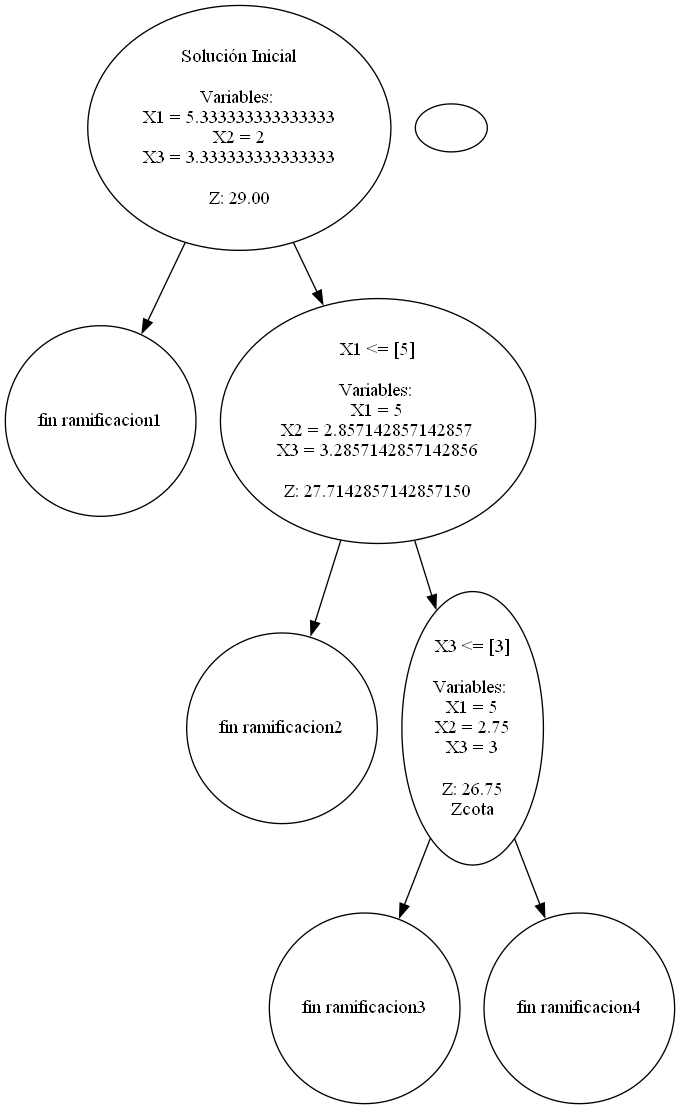 Solución Inicial
Variables:
X1 = 5.333333333333333
X2 = 2
X3 = 3.333333333333333
Z: 29.00
fin ramificacion1
X1 <= [5]
Variables:
X1 = 5
X2 = 2.857142857142857
X3 = 3.2857142857142856
Z: 27.7142857142857150
fin ramificacion2
X3 <= [3]
Variables:
X1 = 5
X2 = 2.75
X3 = 3
Z: 26.75
Zcota
fin ramificacion3
fin ramificacion4